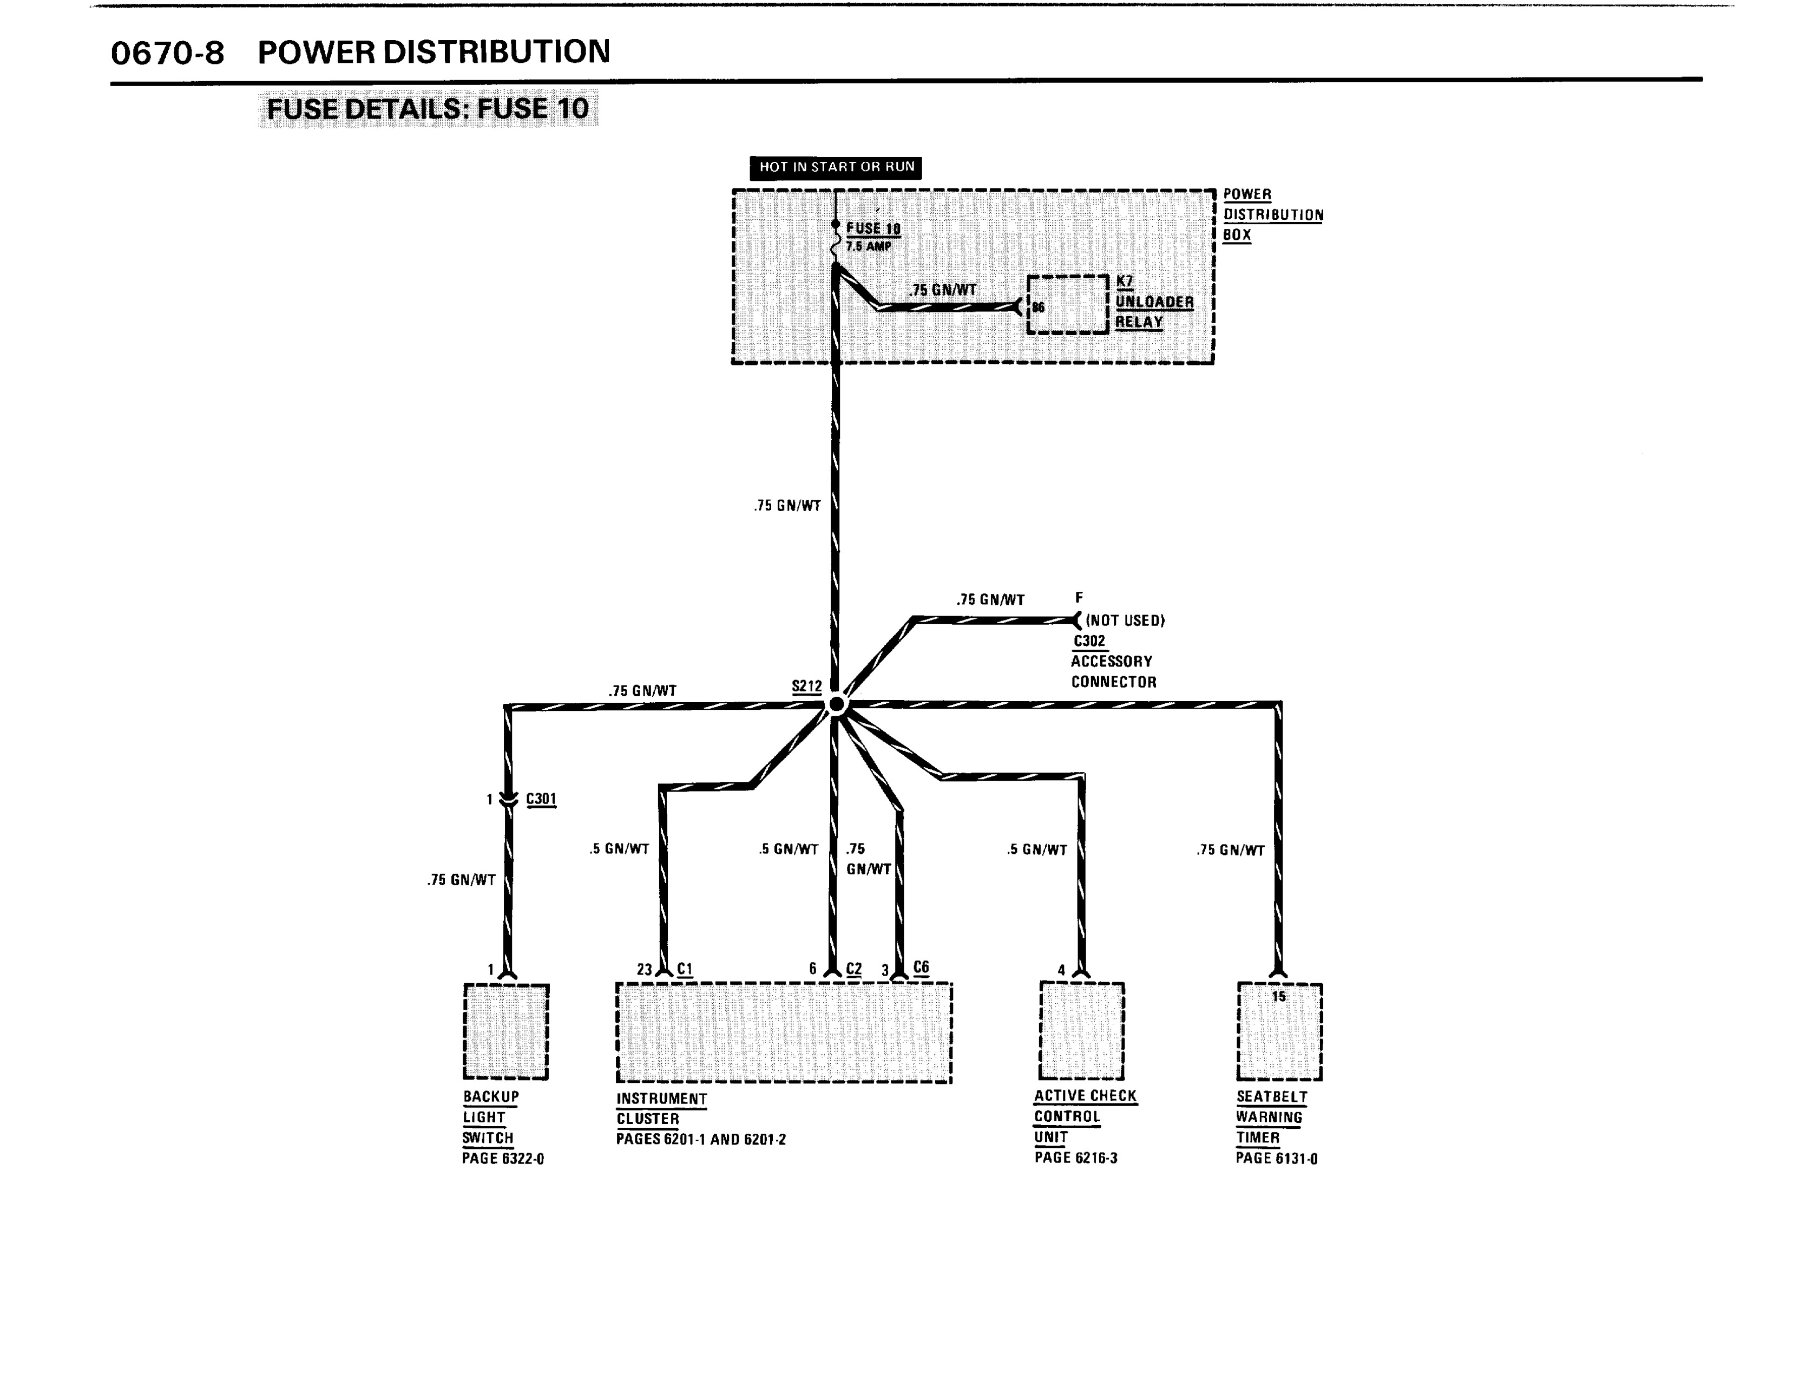 0670-8 POWER DISTRIBUTION
FUSE DETAILS: FUSE 10
HOT IN START OR RUN
POWER
DISTRIBUTION
BOX
FUSE 10
7.5 AMP
.75 GN/WT
86
K7
UNLOADER
RELAY
.75 GN/WT
.75 GN/WT
F
(NOT USED)
C302
ACCESSORY
CONNECTOR
S212
.75 GN/WT
1
C301
.5 GN/WT
.5 GN/WT
.75
GN/WT
.5 GN/WT
.75 GN/WT
.75 GN/WT
1
23
C1
6
C2
3
C6
4
15
BACKUP
LIGHT
SWITCH
PAGE 6322-0
INSTRUMENT
CLUSTER
PAGES 6201-1 AND 6201-2
ACTIVE CHECK
CONTROL
UNIT
PAGE 6216-3
SEATBELT
WARNING
TIMER
PAGE 6131-0